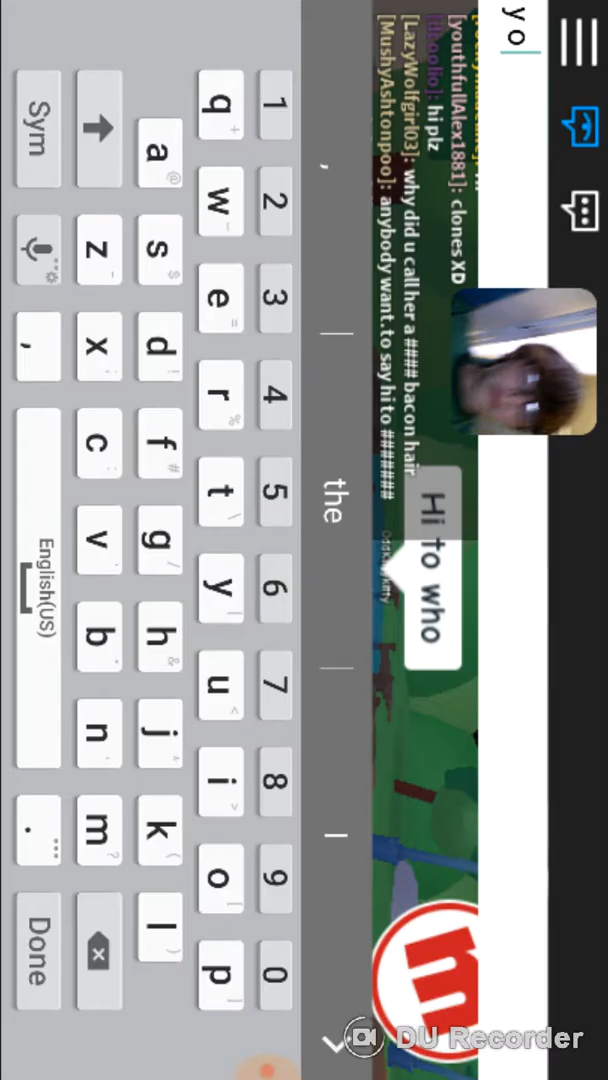 yo
[youthfullAlex1881]: clones XD
hi plz
[LazyWolfgirl03]: why did u call her a #### bacon hair
[MushyAshtonpoo]: anybody want.to say hi to #######
Hi to who
m
, the I
1 2 3 4 5 6 7 8 9 0
q w e r t y u i o p
a s d f g h j k l
z x c v b n m
Sym , English(US) . Done
DU Recorder